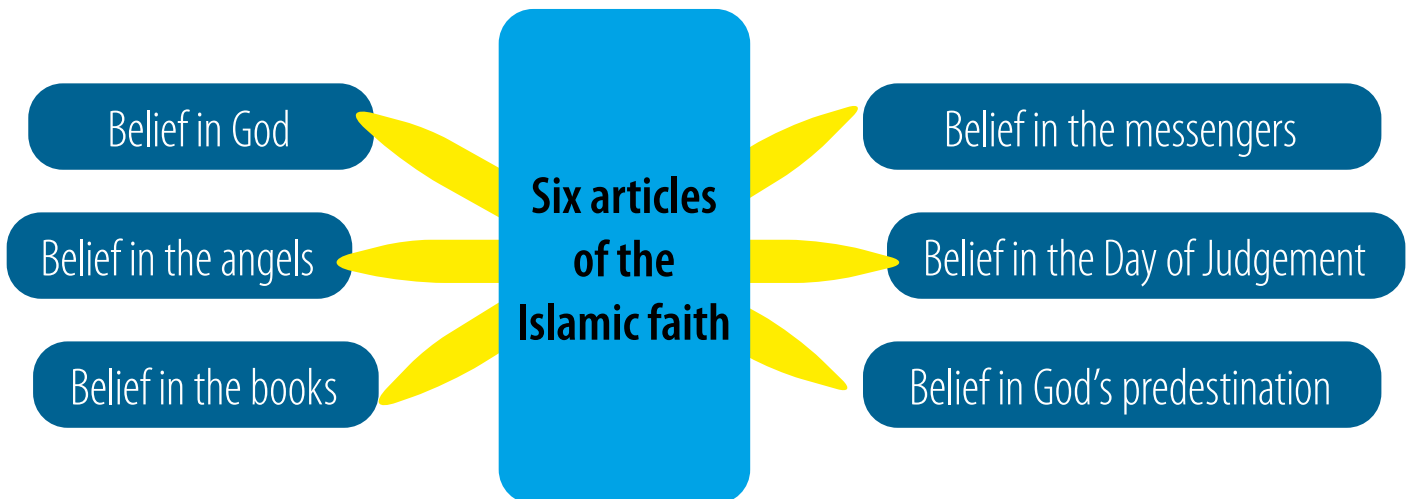 Belief in God
Belief in the angels
Belief in the books
Six articles
of the
Islamic faith
Belief in the messengers
Belief in the Day of Judgement
Belief in God’s predestination